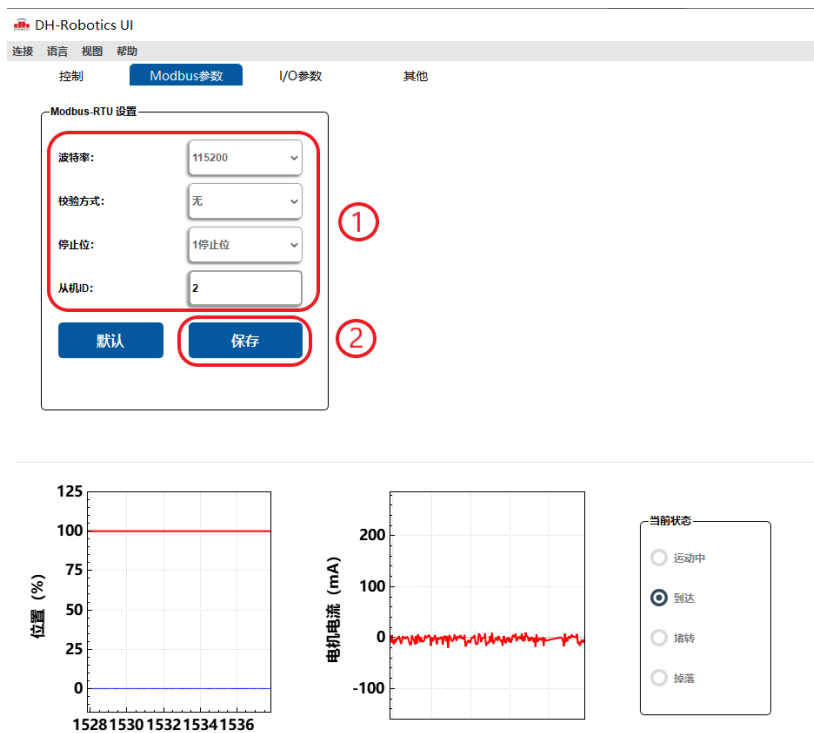 DH-Robotics UI
连接 语言 视图 帮助
控制 Modbus参数 I/O参数 其他
Modbus-RTU 设置
波特率: 115200
校验方式: 无
①
停止位: 1停止位
从机ID: 2
默认 保存 ②
125
100
75
50
25
0
位置 (%)
1528 1530 1532 1534 1536
200
100
0
-100
电机电流 (mA)
当前状态
运动中
到达
堵转
掉落